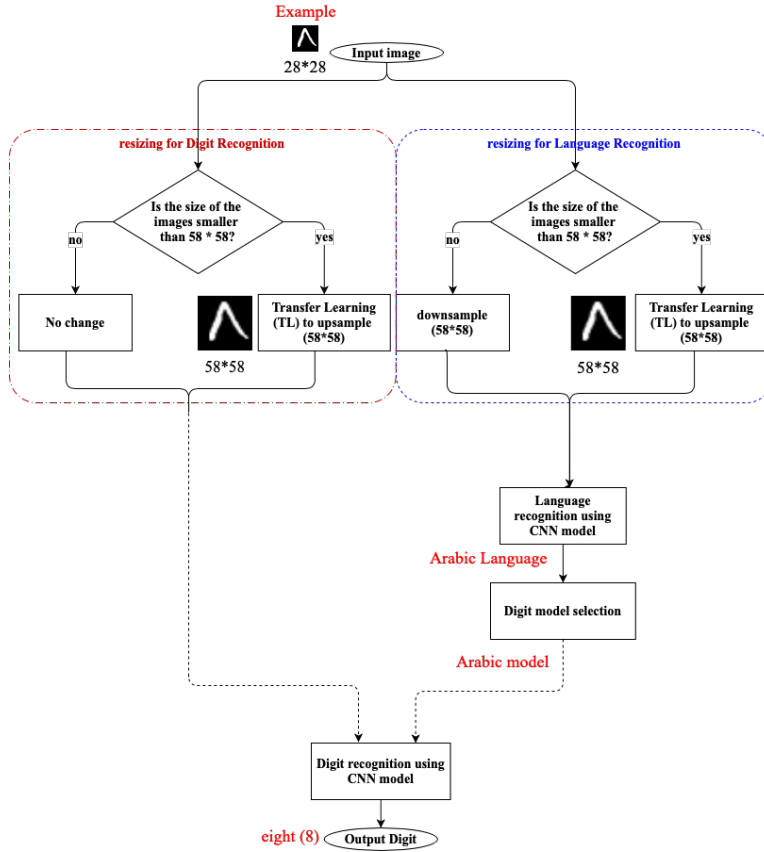 Example
Input image
28*28
resizing for Digit Recognition
Is the size of the
images smaller
than 58 * 58?
no
yes
No change
58*58
Transfer Learning
(TL) to upsample
(58*58)
resizing for Language Recognition
Is the size of the
images smaller
than 58 * 58?
no
yes
downsample
(58*58)
58*58
Transfer Learning
(TL) to upsample
(58*58)
Language
recognition using
CNN model
Arabic Language
Digit model selection
Arabic model
Digit recognition using
CNN model
eight (8)
Output Digit